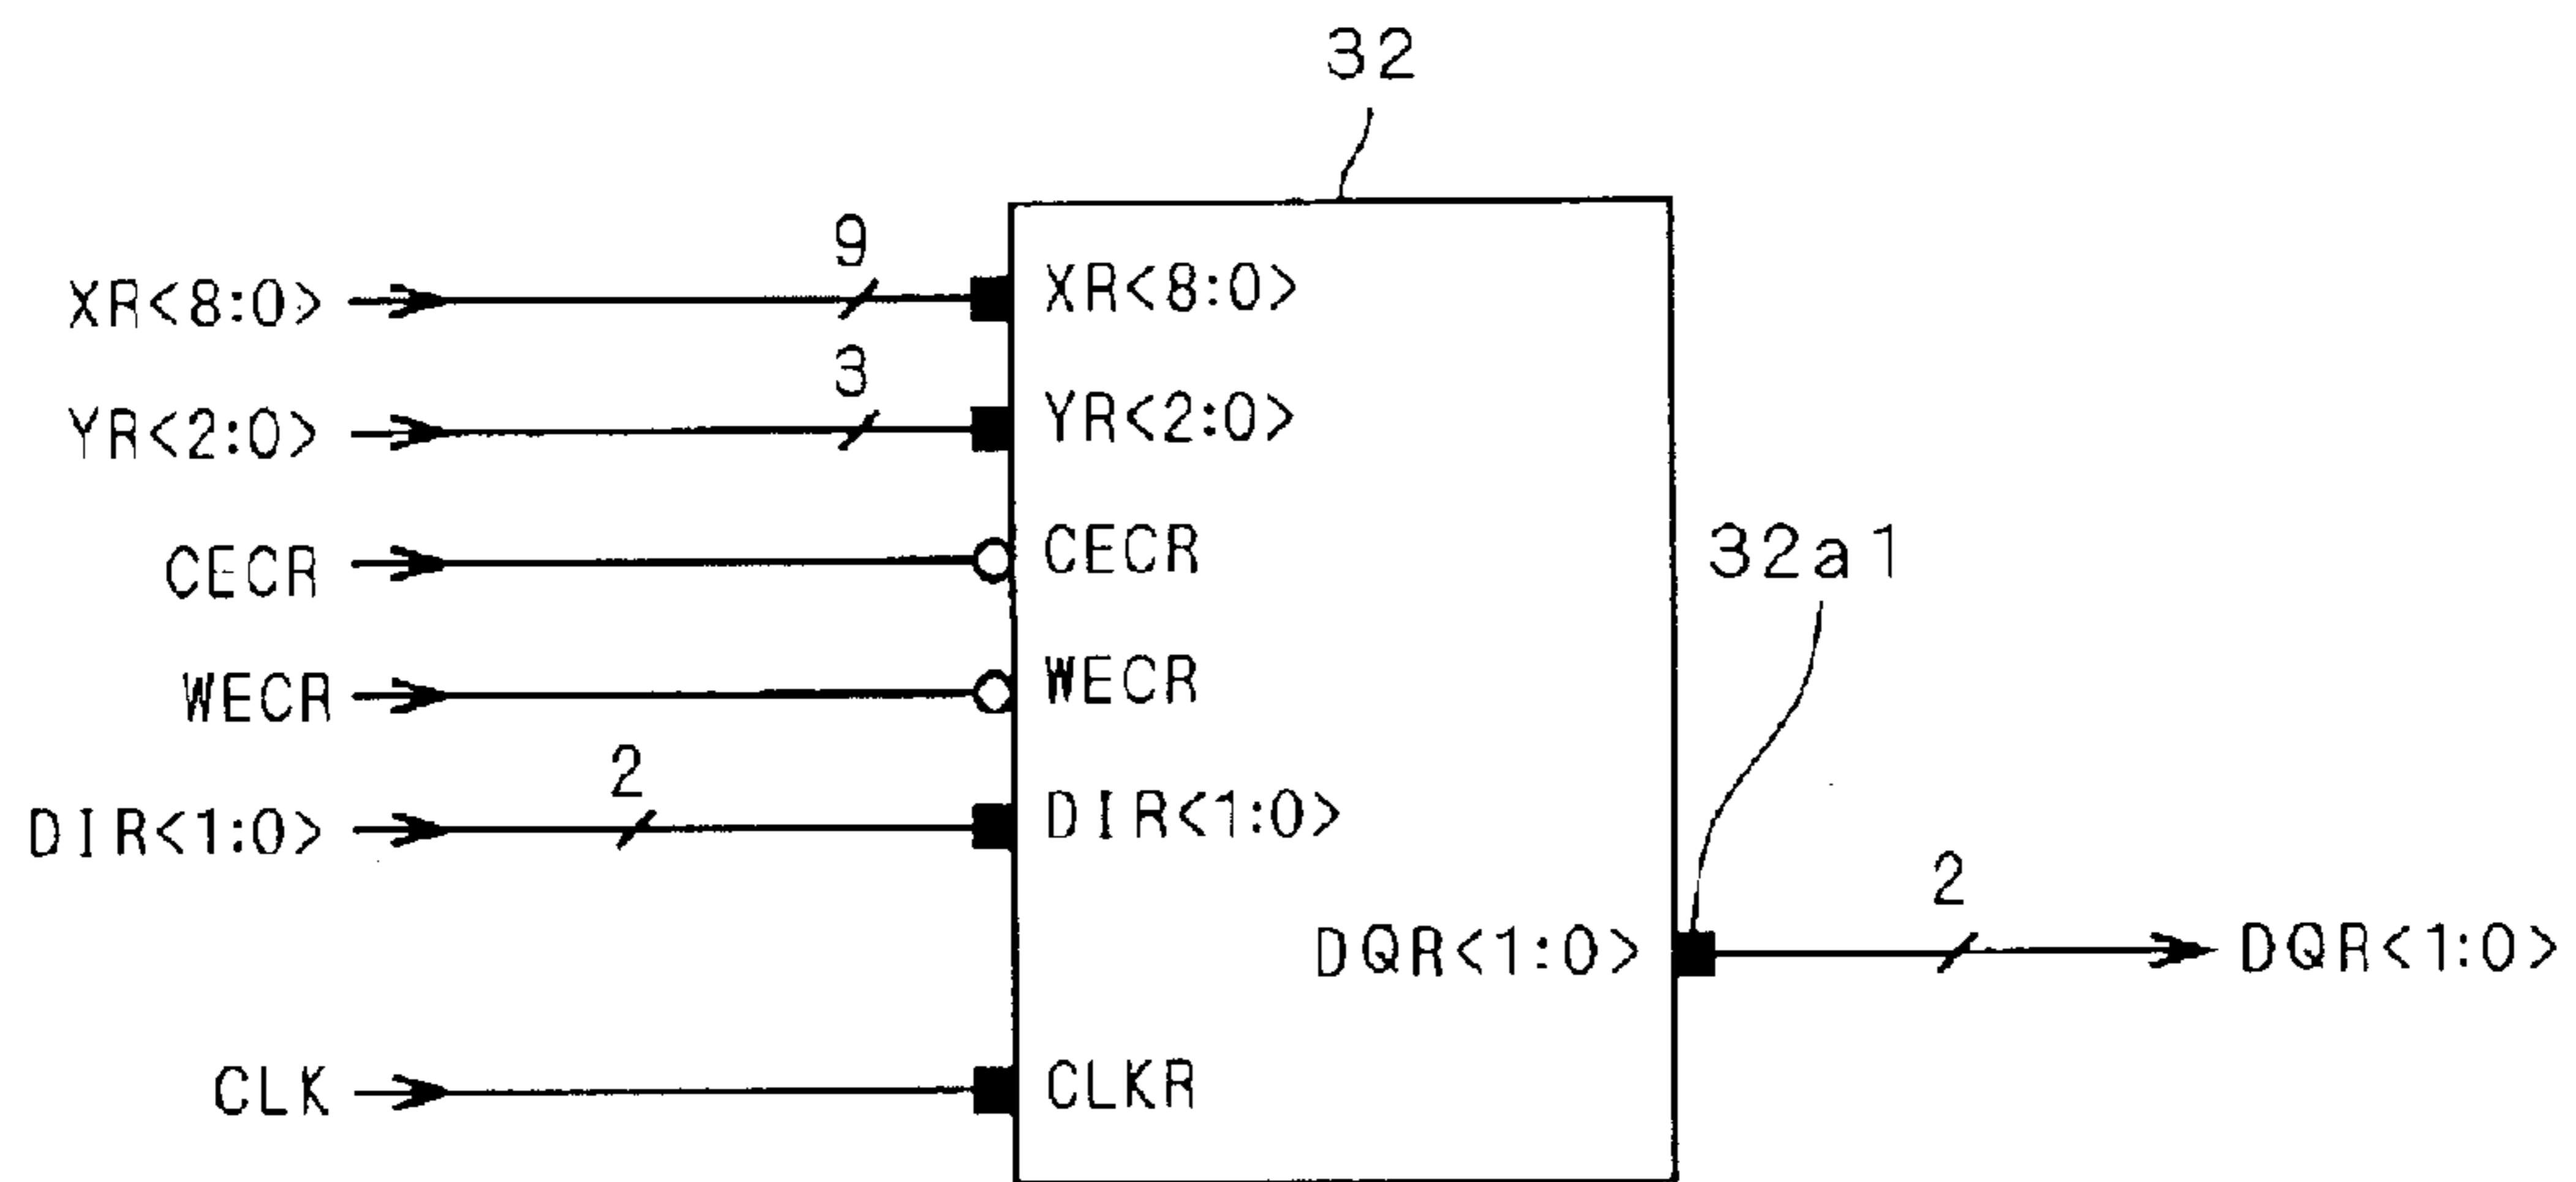 32
9
XR<8:0> XR<8:0>
3
YR<2:0> YR<2:0>
CECR CECR
32a1
WECR WECR
2
DIR<1:0> DIR<1:0>
2
DQR<1:0> DQR<1:0>
CLK CLKR